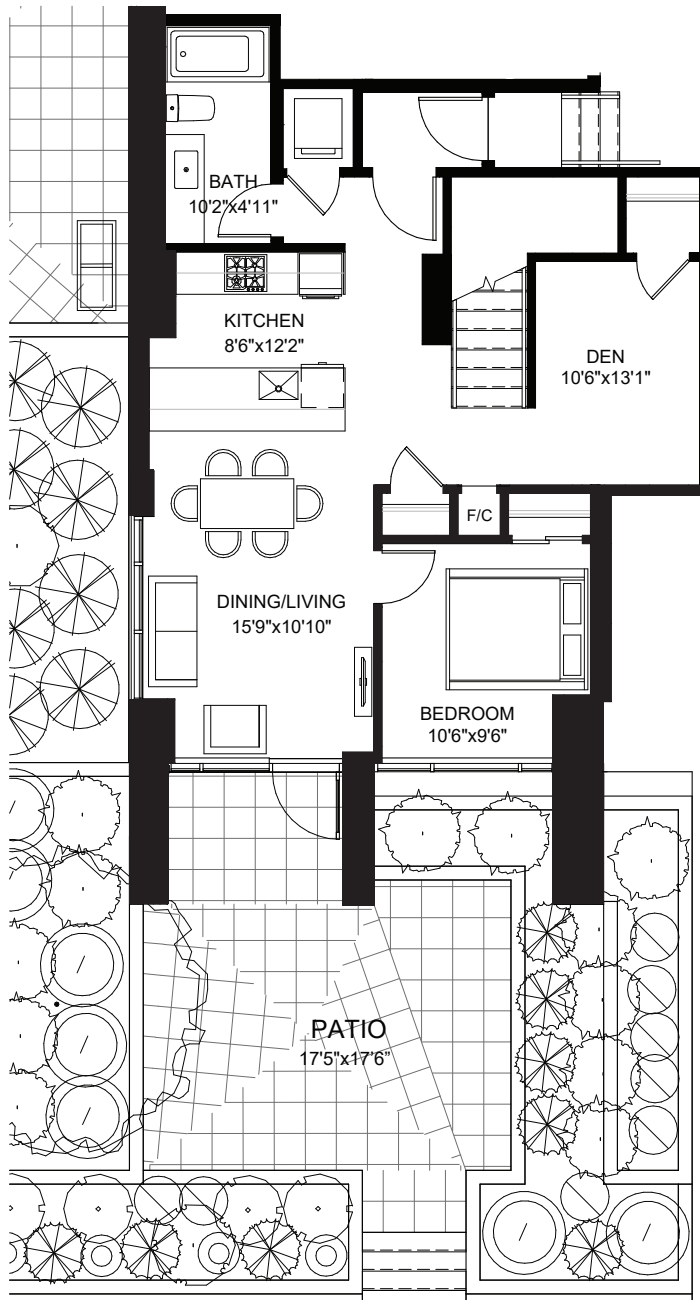 BATH
10'2"x4'11"
KITCHEN
8'6"x12'2"
DEN
10'6"x13'1"
F/C
DINING/LIVING
15'9"x10'10"
BEDROOM
10'6"x9'6"
PATIO
17'5"x17'6"